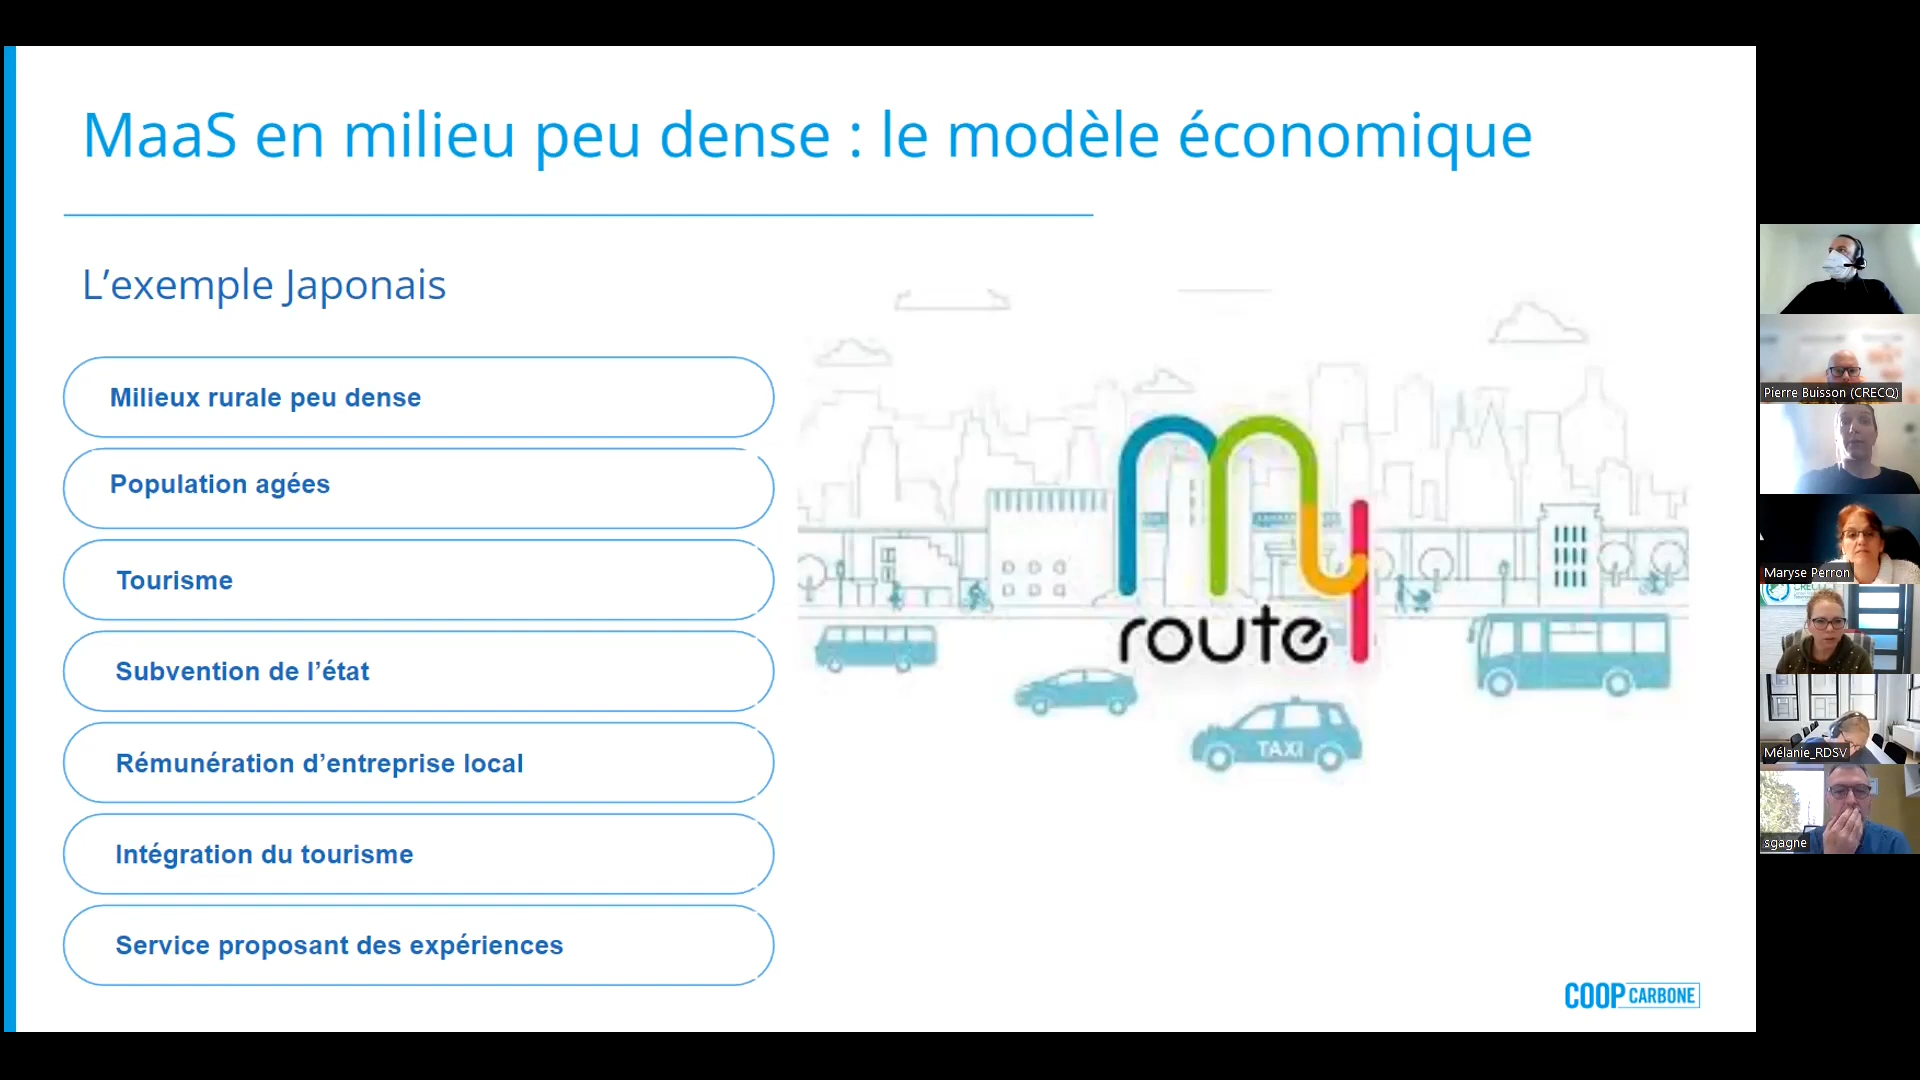 MaaS en milieu peu dense : le modèle économique
L’exemple Japonais
Milieux rurale peu dense
Population agées
Tourisme
Subvention de l’état
Rémunération d’entreprise local
Intégration du tourisme
Service proposant des expériences
my
route
TAXI
COOP CARBONE
Pierre Buisson (CRECQ)
Maryse Perron
Mélanie_RDSV
sgagne